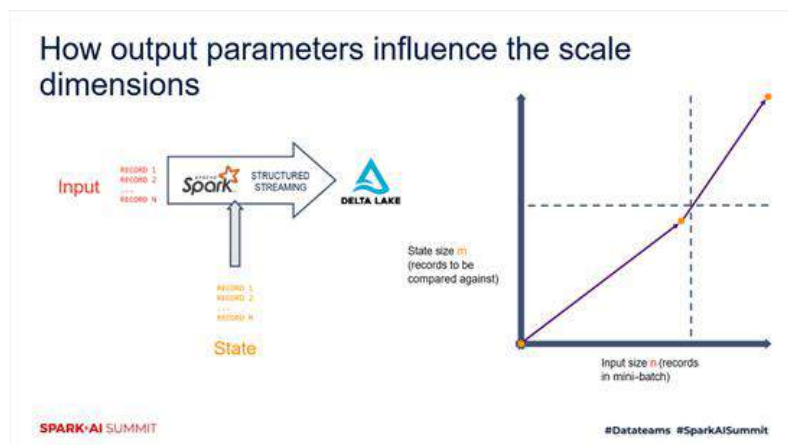 How output parameters influence the scale
dimensions
Input
RECORD 1
RECORD 2
...
RECORD N
APACHE
Spark
STRUCTURED
STREAMING
DELTA LAKE
RECORD 1
RECORD 2
...
RECORD M
State
State size m
(records to be
compared against)
Input size n (records
in mini-batch)
SPARK+AI SUMMIT
#Datateams #SparkAISummit